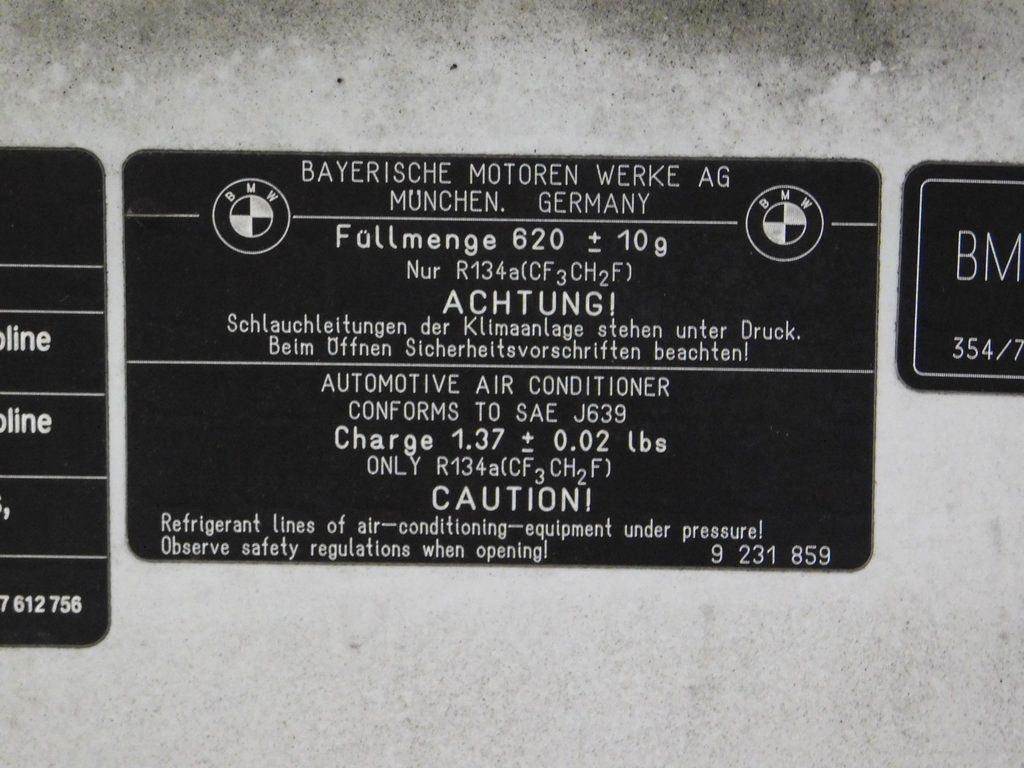 BAYERISCHE MOTOREN WERKE AG
MÜNCHEN. GERMANY
BMW
BMW
Füllmenge 620 ± 10g
Nur R134a(CF₃CH₂F)
ACHTUNG!
Schlauchleitungen der Klimaanlage stehen unter Druck.
Beim Öffnen Sicherheitsvorschriften beachten!
AUTOMOTIVE AIR CONDITIONER
CONFORMS TO SAE J639
Charge 1.37 ± 0.02 lbs
ONLY R134a(CF₃CH₂F)
CAUTION!
Refrigerant lines of air-conditioning-equipment under pressure!
Observe safety regulations when opening!
9 231 859
oline
oline
7 612 756
BM
354/7